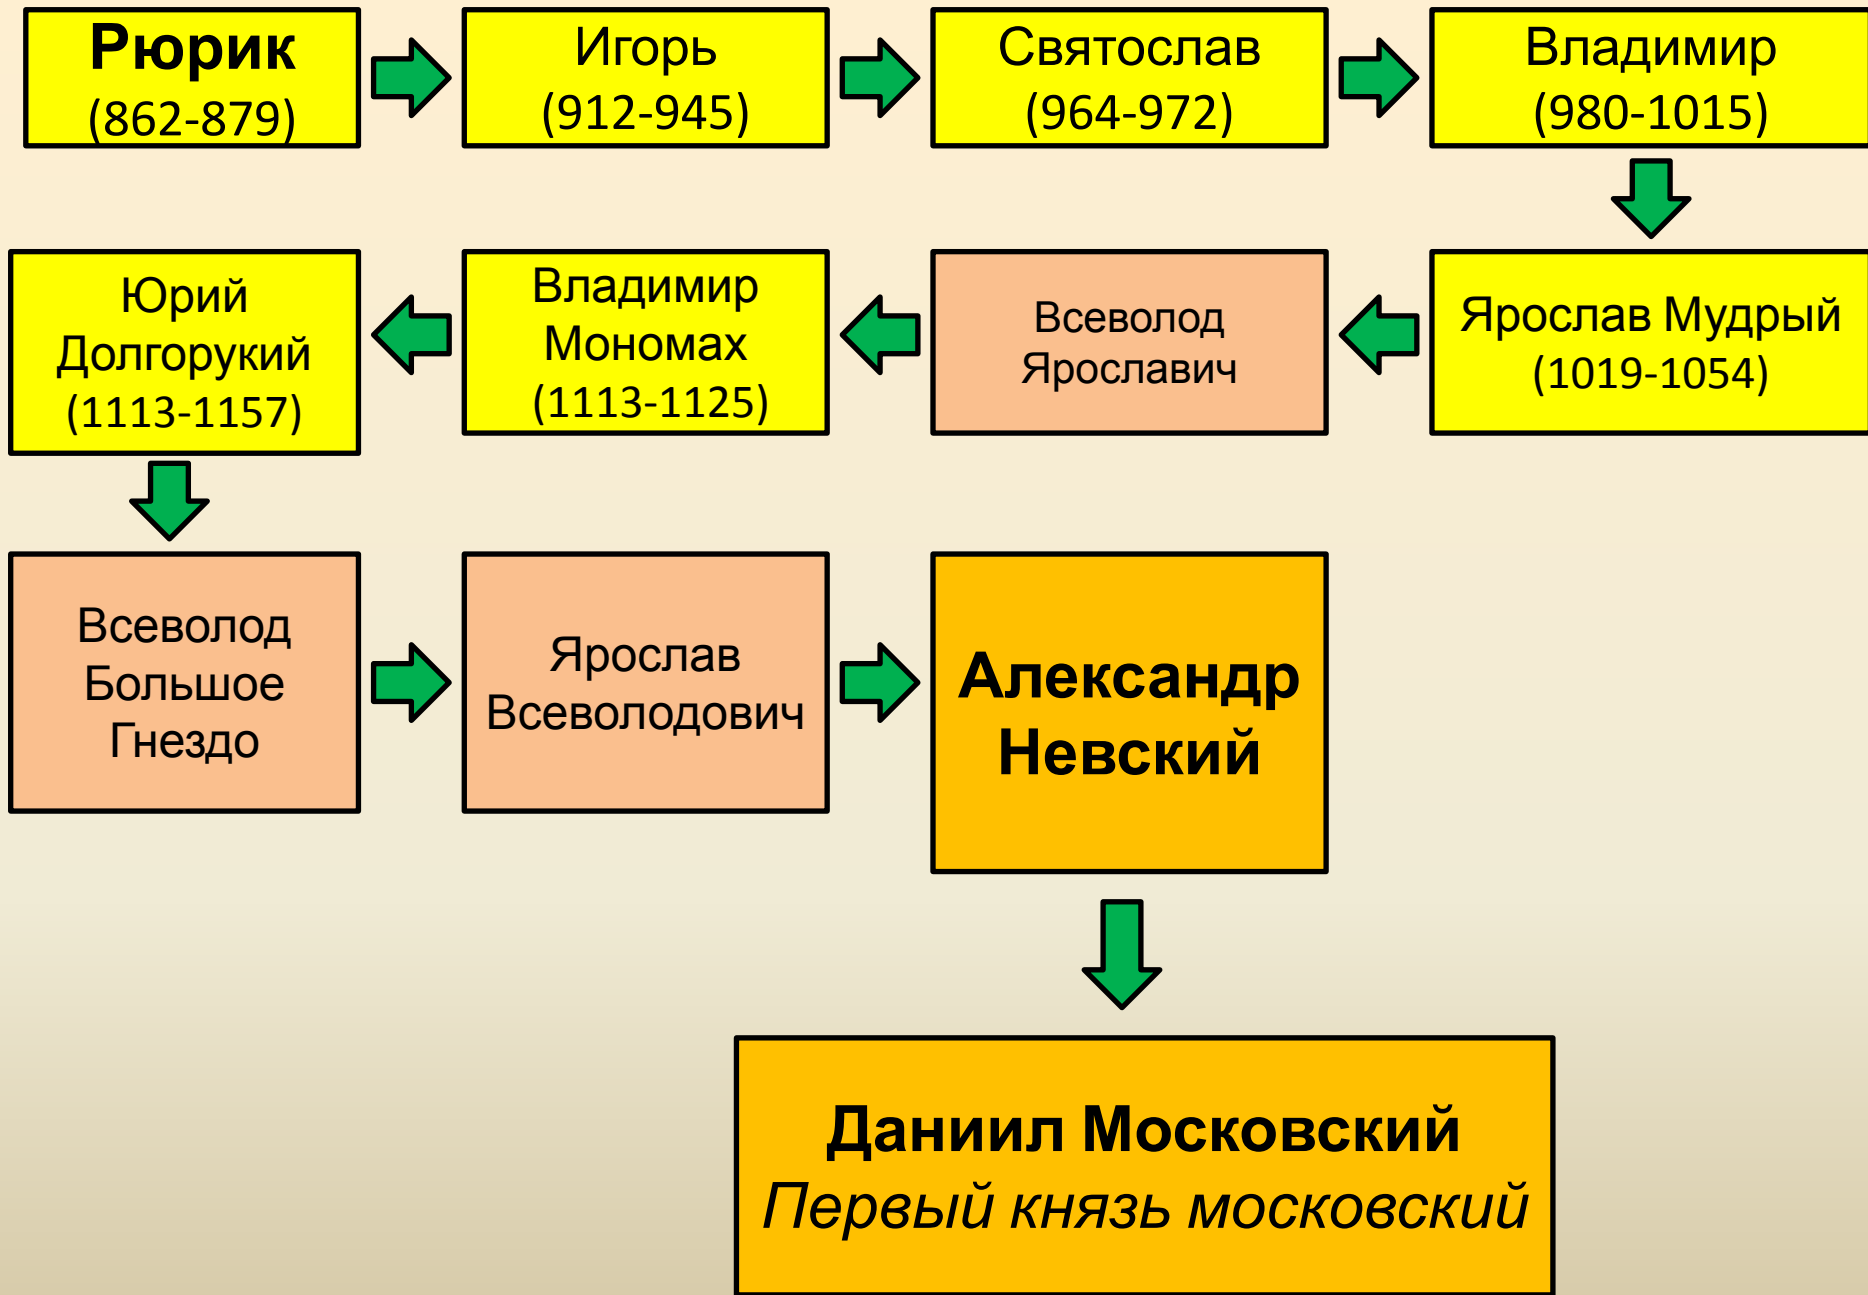 Рюрик
(862-879)
Игорь
(912-945)
Святослав
(964-972)
Владимир
(980-1015)
Ярослав Мудрый
(1019-1054)
Всеволод
Ярославич
Владимир
Мономах
(1113-1125)
Юрий
Долгорукий
(1113-1157)
Всеволод
Большое
Гнездо
Ярослав
Всеволодович
Александр
Невский
Даниил Московский
Первый князь московский